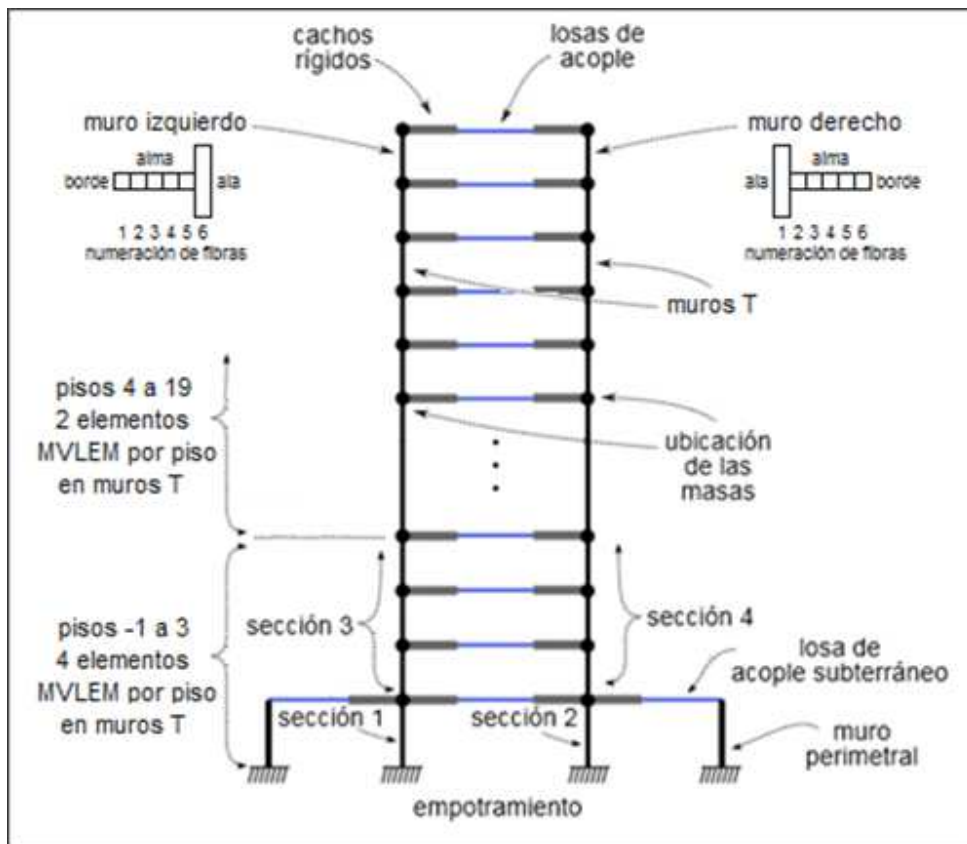 cachos
rígidos
losas de
acople
muro izquierdo
muro derecho
alma
borde
ala
1 2 3 4 5 6
numeración de fibras
alma
ala
borde
1 2 3 4 5 6
numeración de fibras
muros T
pisos 4 a 19
2 elementos
MVLEM por piso
en muros T
ubicación
de las
masas
pisos -1 a 3
4 elementos
MVLEM por piso
en muros T
sección 3
sección 4
losa de
acople subterráneo
sección 1
sección 2
muro
perimetral
empotramiento